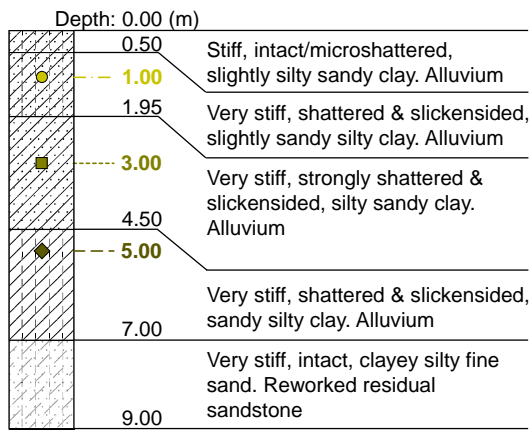 Depth: 0.00 (m)
0.50
Stiff, intact/microshattered,
slightly silty sandy clay. Alluvium
1.00
1.95
Very stiff, shattered & slickensided,
slightly sandy silty clay. Alluvium
3.00
Very stiff, strongly shattered &
slickensided, silty sandy clay.
Alluvium
4.50
5.00
Very stiff, shattered & slickensided,
sandy silty clay. Alluvium
7.00
Very stiff, intact, clayey silty fine
sand. Reworked residual
sandstone
9.00